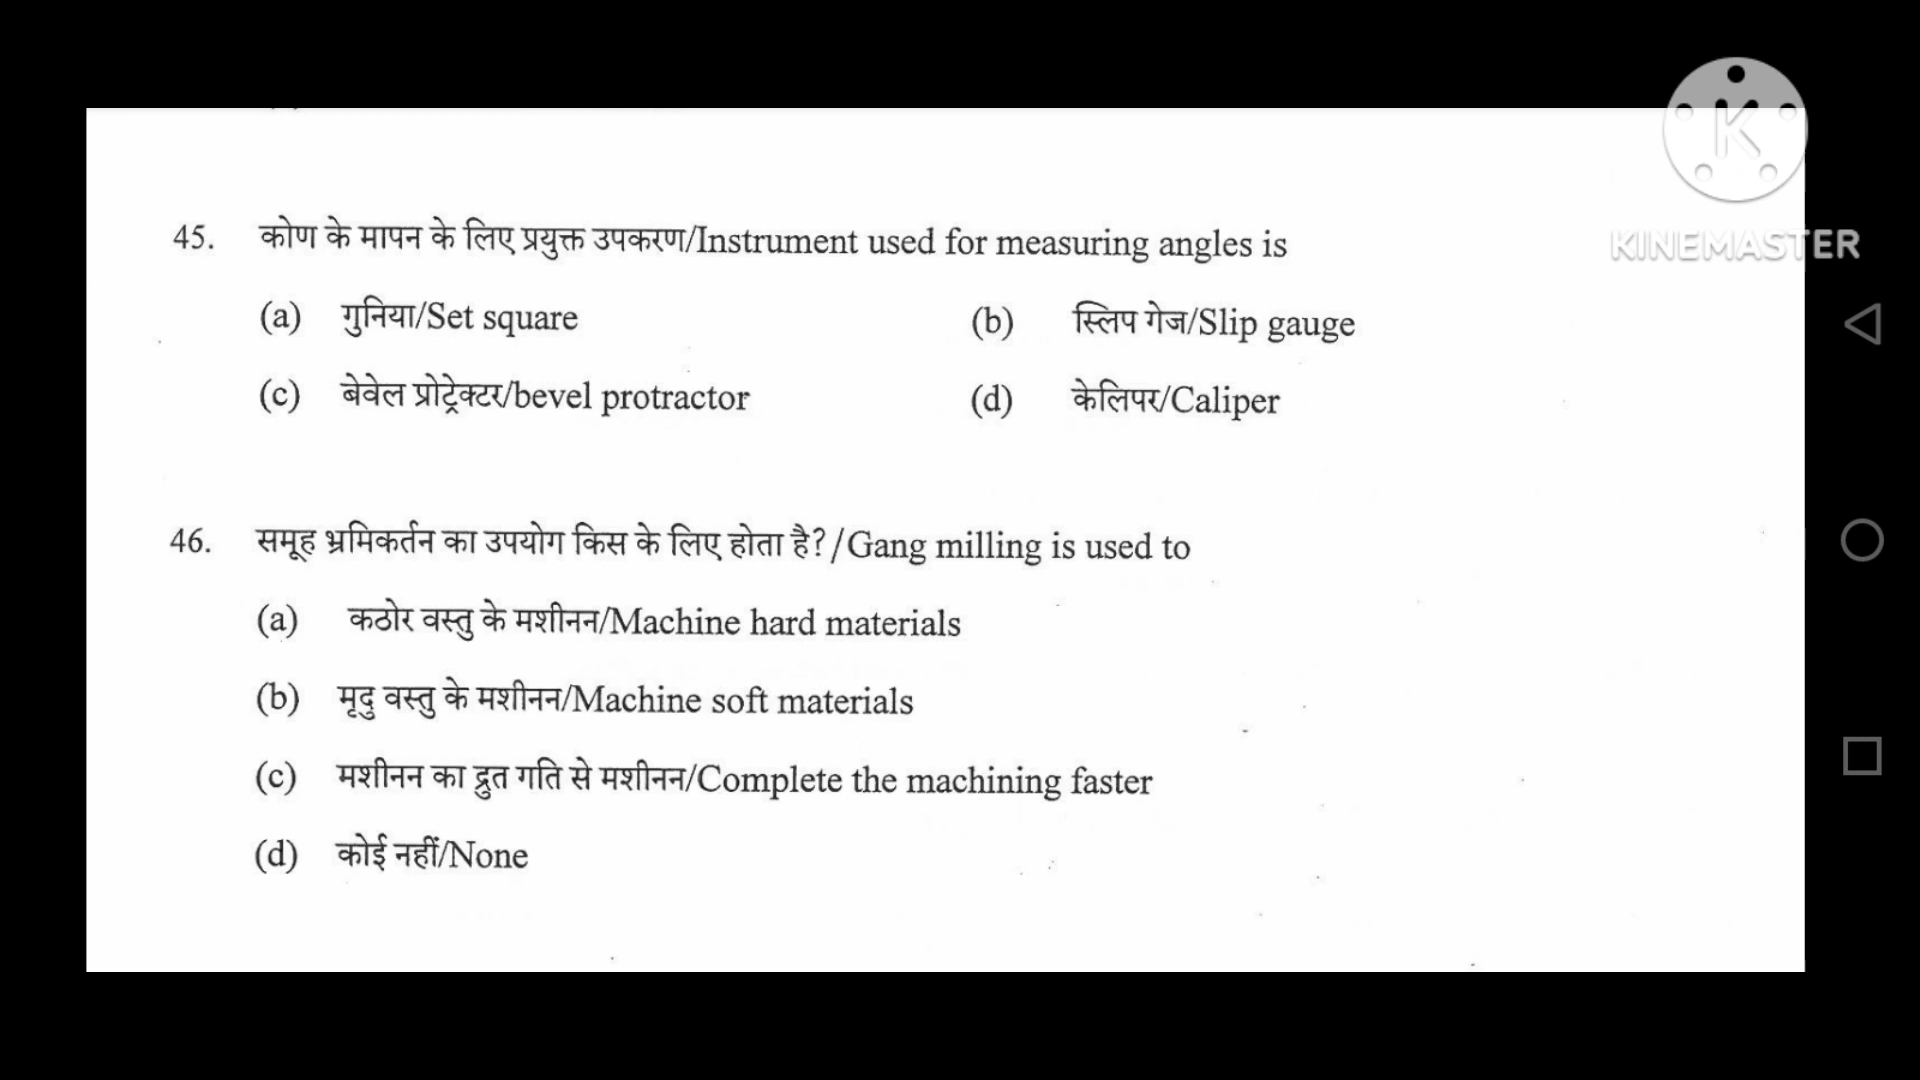 45. कोण के मापन के लिए प्रयुक्त उपकरण/Instrument used for measuring angles is
(a) गुनिया/Set square (b) स्लिप गेज/Slip gauge
(c) बेवेल प्रोट्रेक्टर/bevel protractor (d) केलिपर/Caliper
46. समूह भ्रमिकर्तन का उपयोग किस के लिए होता है?/Gang milling is used to
(a) कठोर वस्तु के मशीनन/Machine hard materials
(b) मृदु वस्तु के मशीनन/Machine soft materials
(c) मशीनन का द्रुत गति से मशीनन/Complete the machining faster
(d) कोई नहीं/None
K
KINEMASTER